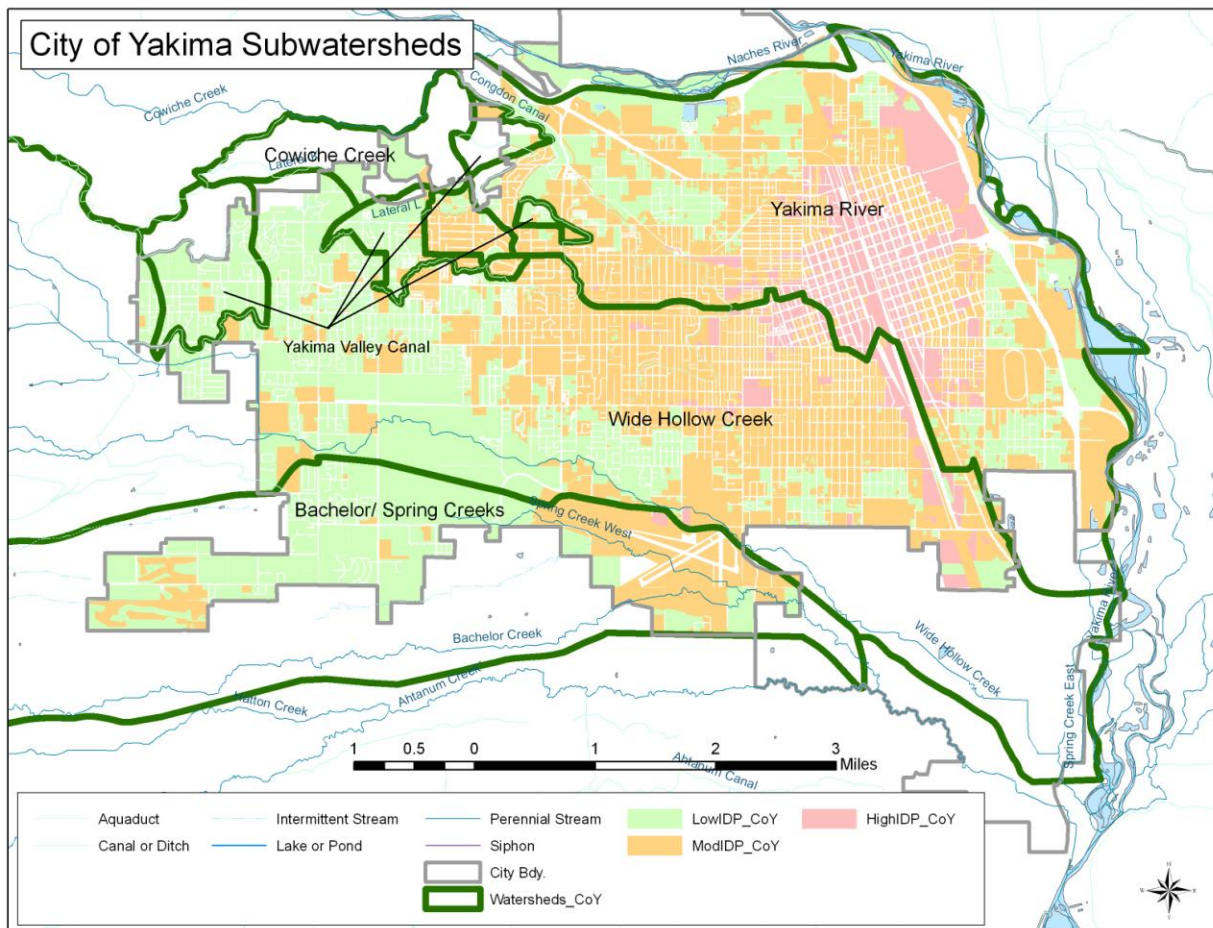 City of Yakima Subwatersheds
Naches River
Yakima River
Congdon Canal
Cowiche Creek
Cowiche Creek
Lateral L
Yakima River
Yakima Valley Canal
Wide Hollow Creek
Bachelor/ Spring Creeks
Spring Creek West
Bachelor Creek
Wide Hollow Creek
Yakima River
Hatton Creek
Ahtanum Creek
Spring Creek East
Ahtanum Canal
1 0.5 0 1 2 3
Miles
Aquaduct
Intermittent Stream
Perennial Stream
LowIDP_CoY
HighIDP_CoY
Canal or Ditch
Lake or Pond
Siphon
ModIDP_CoY
City Bdy.
Watersheds_CoY
N
W E
S